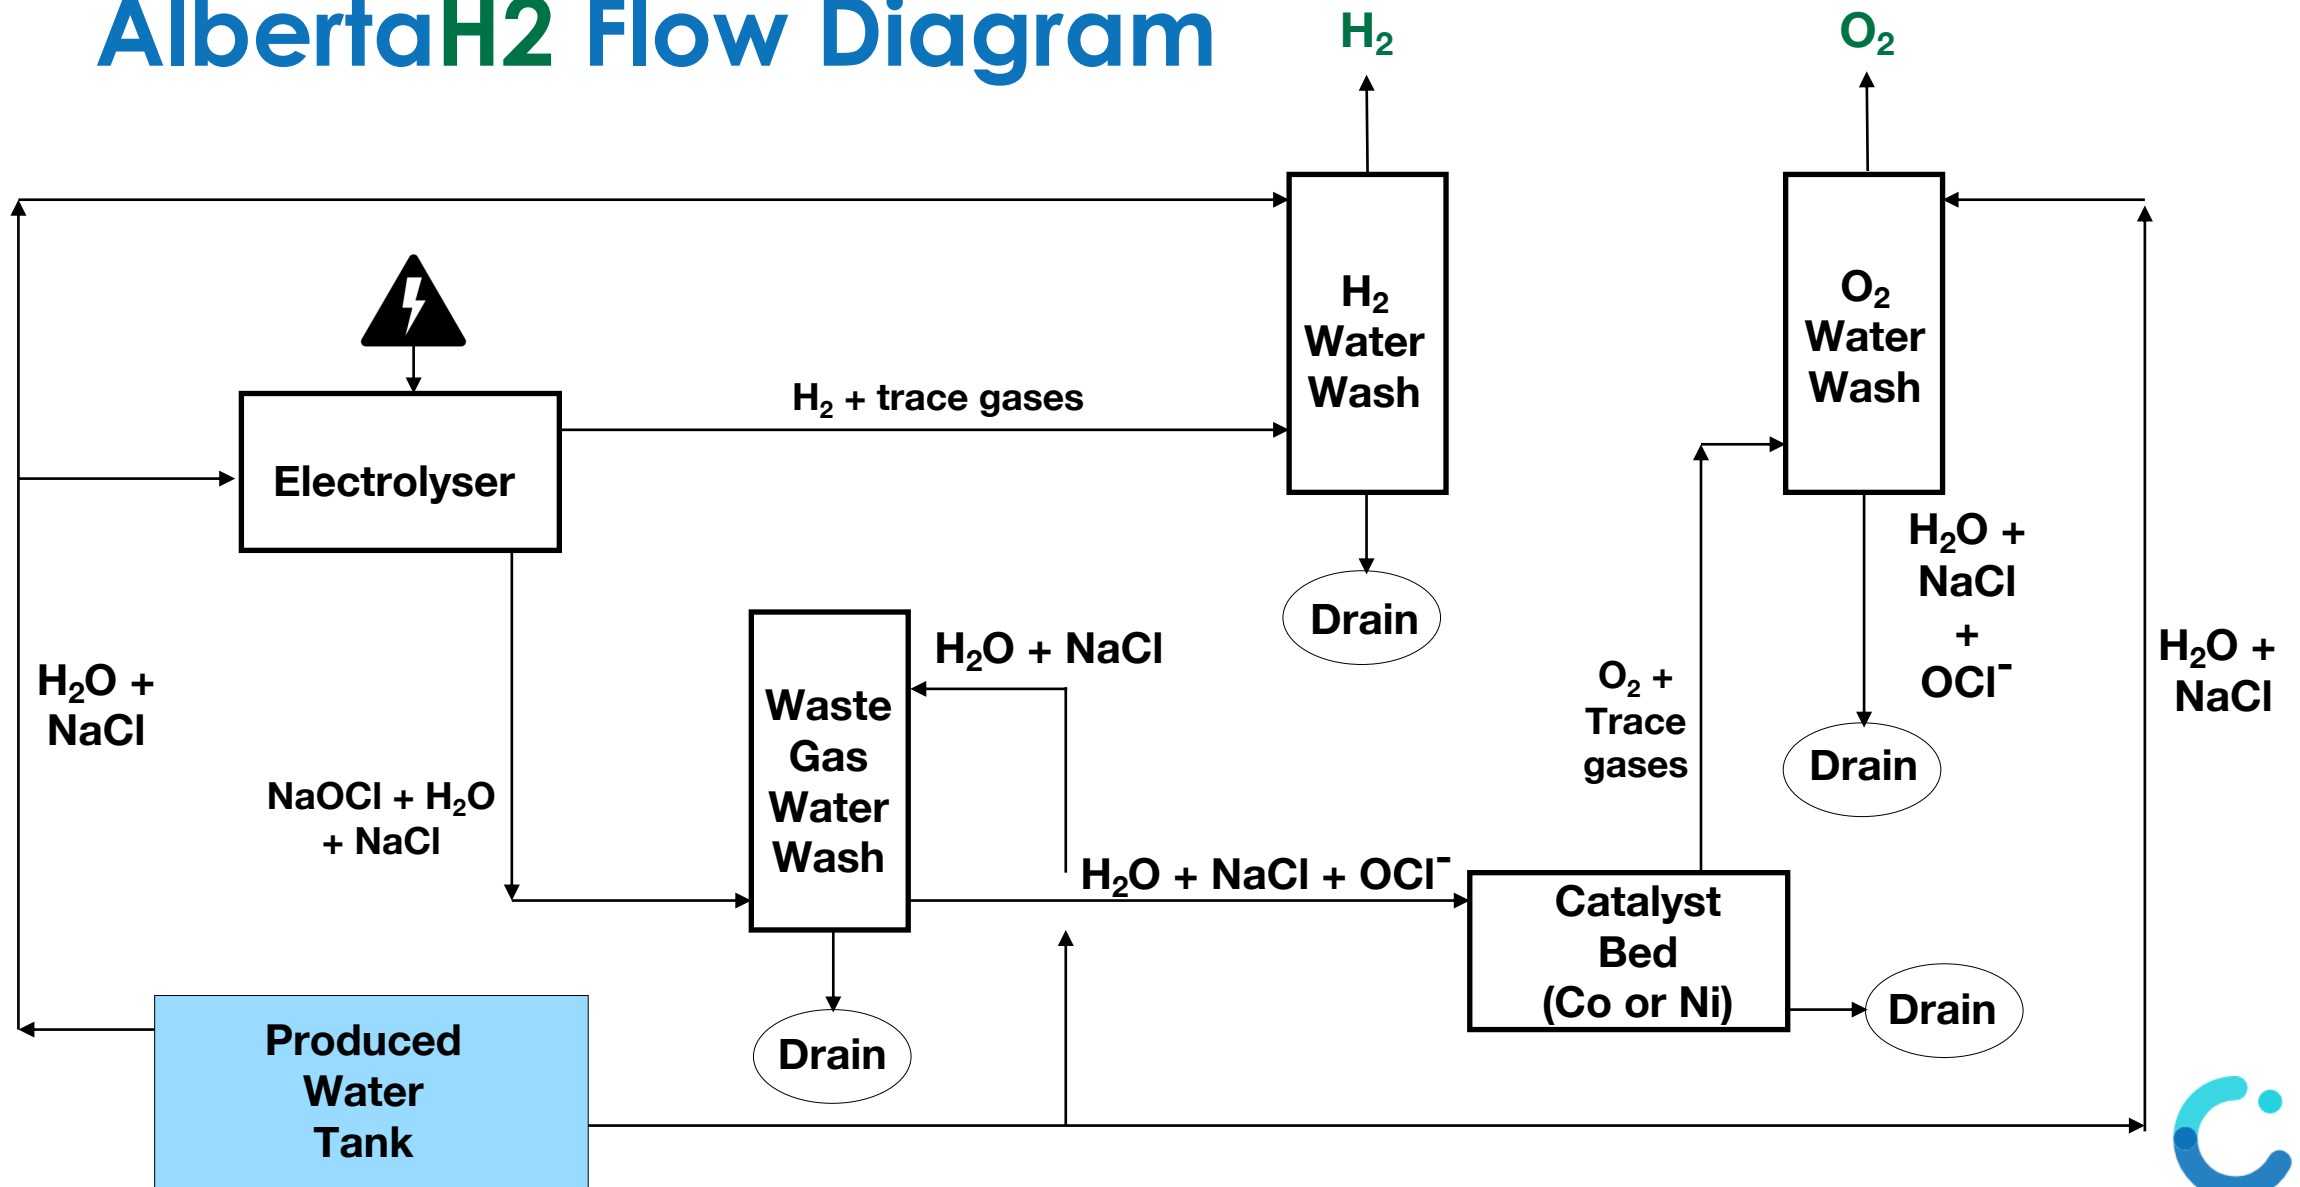 AlbertaH2 Flow Diagram
H₂
O₂
H₂
Water
Wash
O₂
Water
Wash
H₂ + trace gases
Electrolyser
H₂O +
NaCl
+
OCl⁻
Drain
H₂O + NaCl
H₂O +
NaCl
H₂O +
NaCl
O₂ +
Trace
gases
Waste
Gas
Water
Wash
Drain
NaOCl + H₂O
+ NaCl
H₂O + NaCl + OCl⁻
Catalyst
Bed
(Co or Ni)
Drain
Drain
Produced
Water
Tank